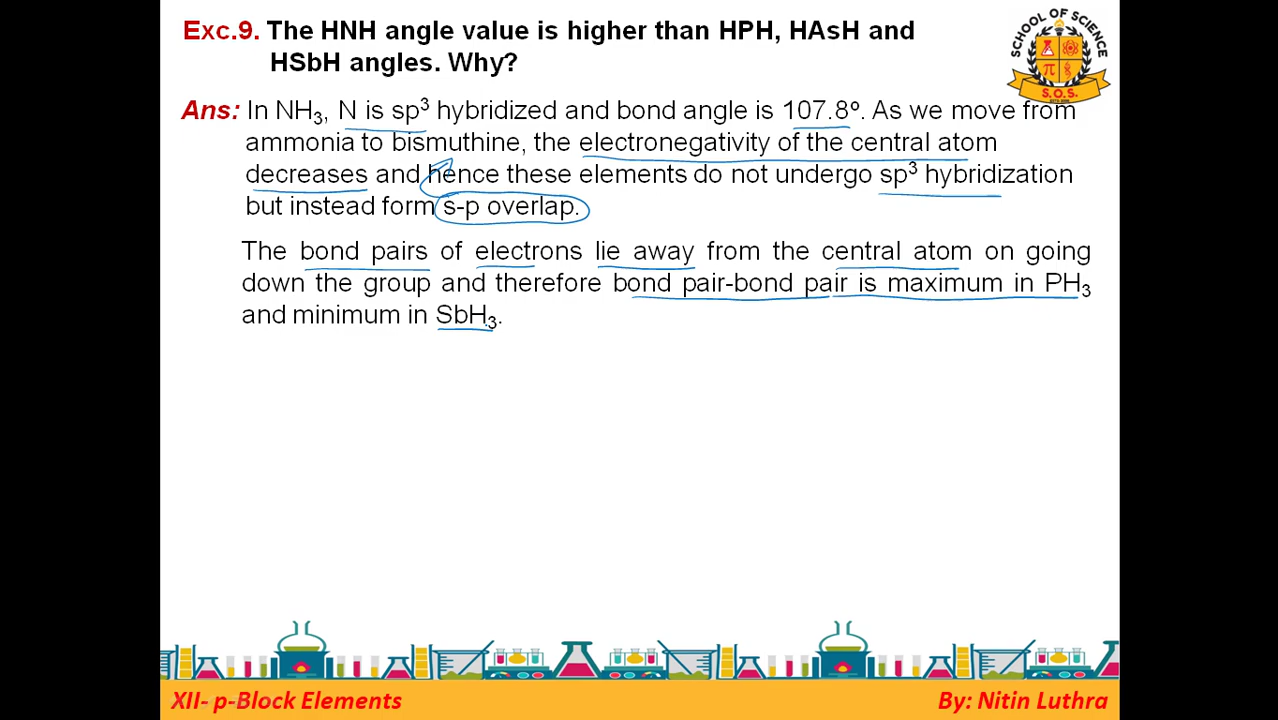 Exc.9. The HNH angle value is higher than HPH, HAsH and
HSbH angles. Why?
SCHOOL OF SCIENCE
S.O.S.
Ans: In NH₃, N is sp³ hybridized and bond angle is 107.8º. As we move from
ammonia to bismuthine, the electronegativity of the central atom
decreases and hence these elements do not undergo sp³ hybridization
but instead form s-p overlap.
The bond pairs of electrons lie away from the central atom on going
down the group and therefore bond pair-bond pair is maximum in PH₃
and minimum in SbH₃.
XII- p-Block Elements
By: Nitin Luthra